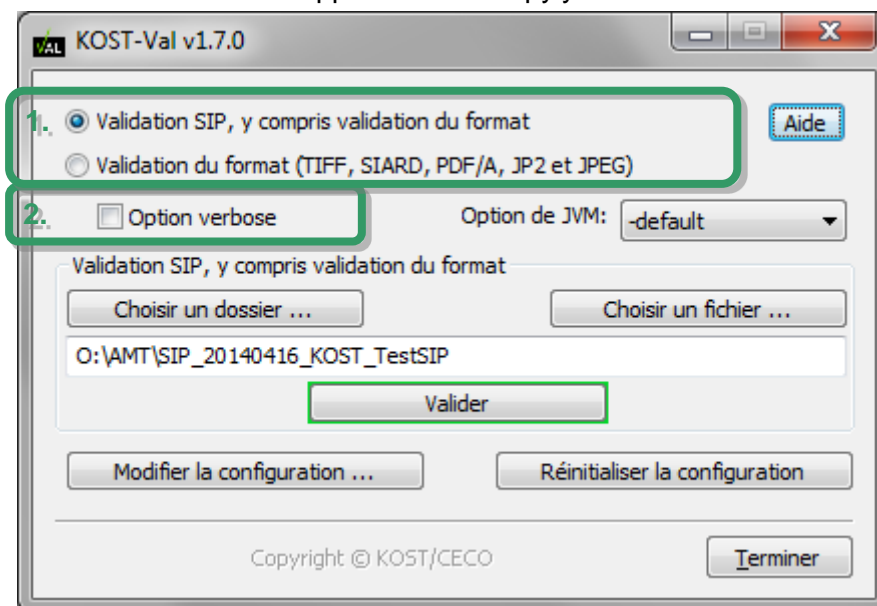 KOST-Val v1.7.0
1. Validation SIP, y compris validation du format
Aide
Validation du format (TIFF, SIARD, PDF/A, JP2 et JPEG)
2. Option verbose
Option de JVM: -default
Validation SIP, y compris validation du format
Choisir un dossier ... Choisir un fichier ...
O:\AMT\SIP_20140416_KOST_TestSIP
Valider
Modifier la configuration ... Réinitialiser la configuration
Copyright © KOST/CECO
Terminer